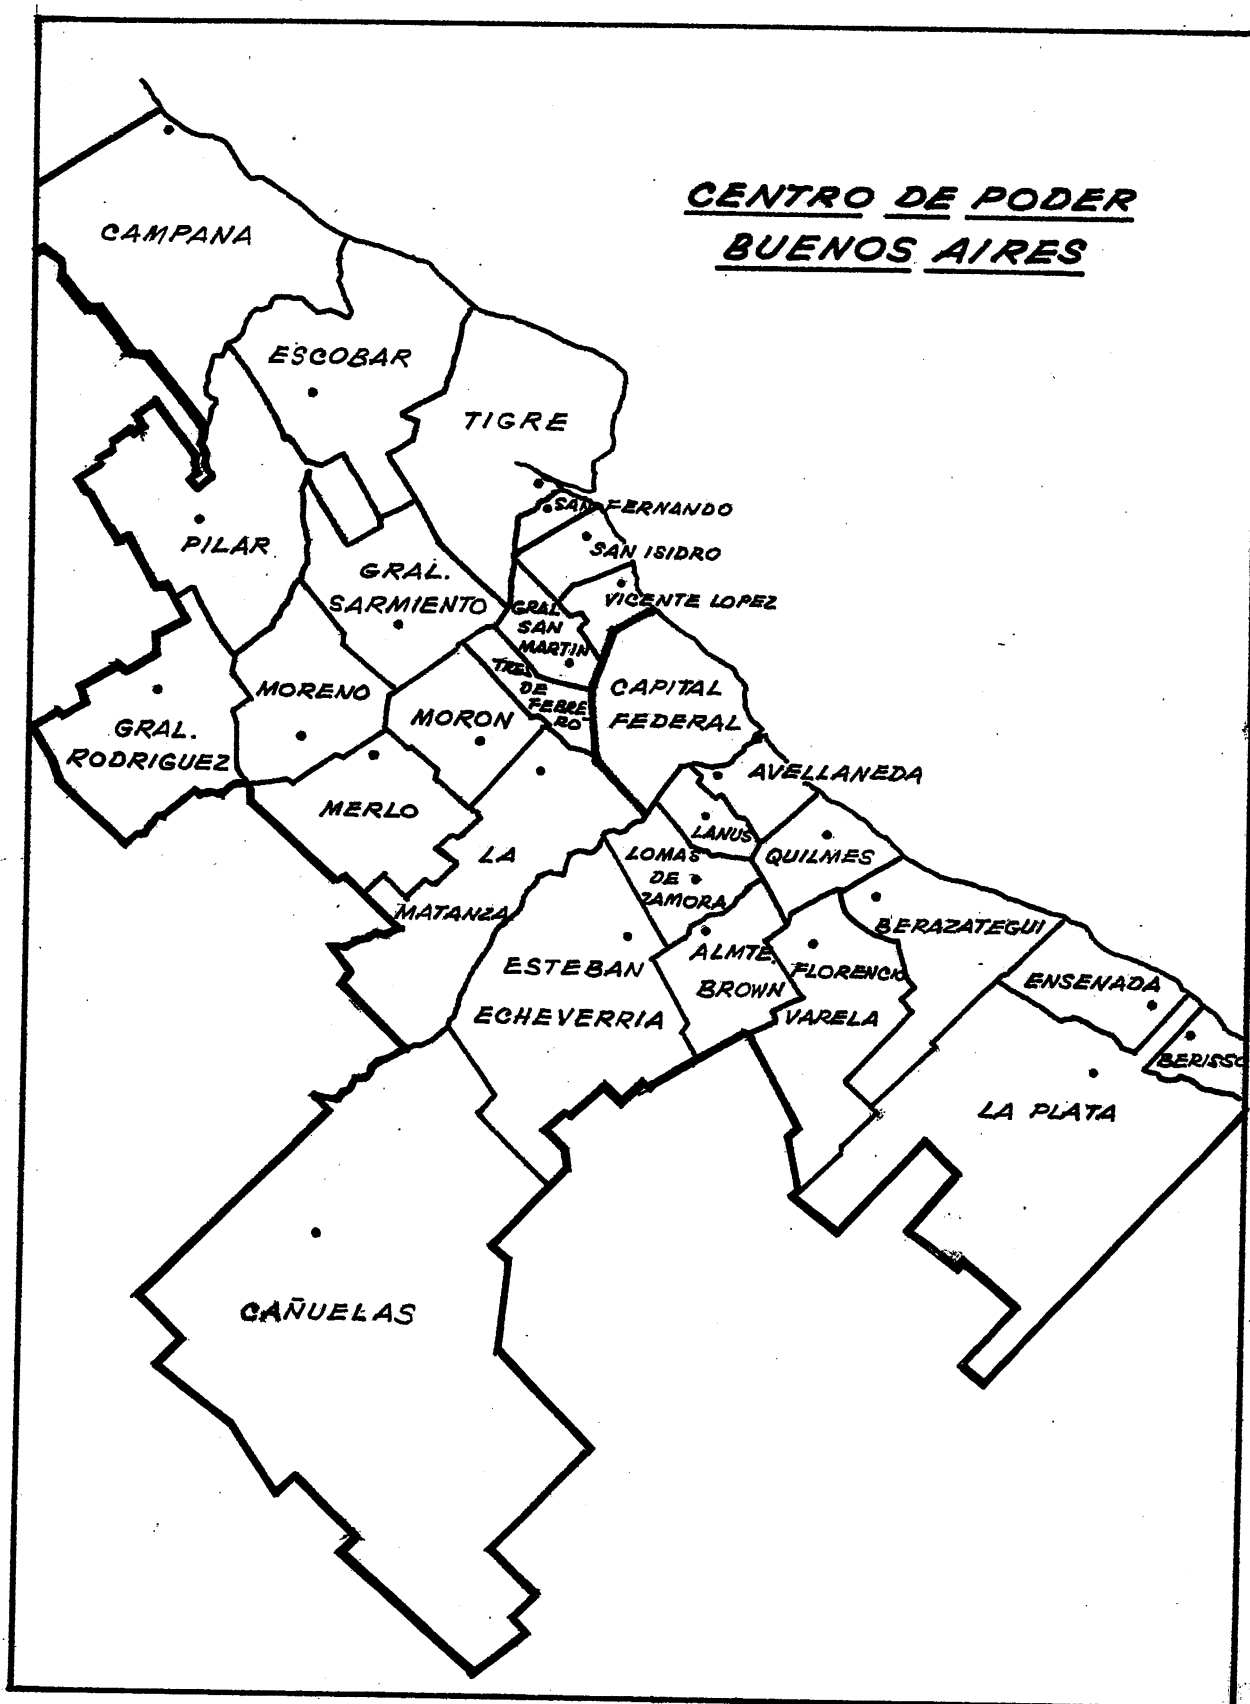 CENTRO DE PODER
BUENOS AIRES
CAMPANA
ESCOBAR
TIGRE
SAN FERNANDO
SAN ISIDRO
PILAR
GRAL.
SARMIENTO
VICENTE LOPEZ
GRAL
SAN
MARTIN
TRES
DE
FEBRE-
RO
CAPITAL
FEDERAL
MORENO
MORON
GRAL.
RODRIGUEZ
MERLO
AVELLANEDA
LANUS
QUILMES
LA
MATANZA
LOMAS
DE
ZAMORA
BERAZATEGUI
ESTEBAN
ECHEVERRIA
ALMTE.
BROWN
FLORENCIO
VARELA
ENSENADA
BERISSO
LA PLATA
CAÑUELAS